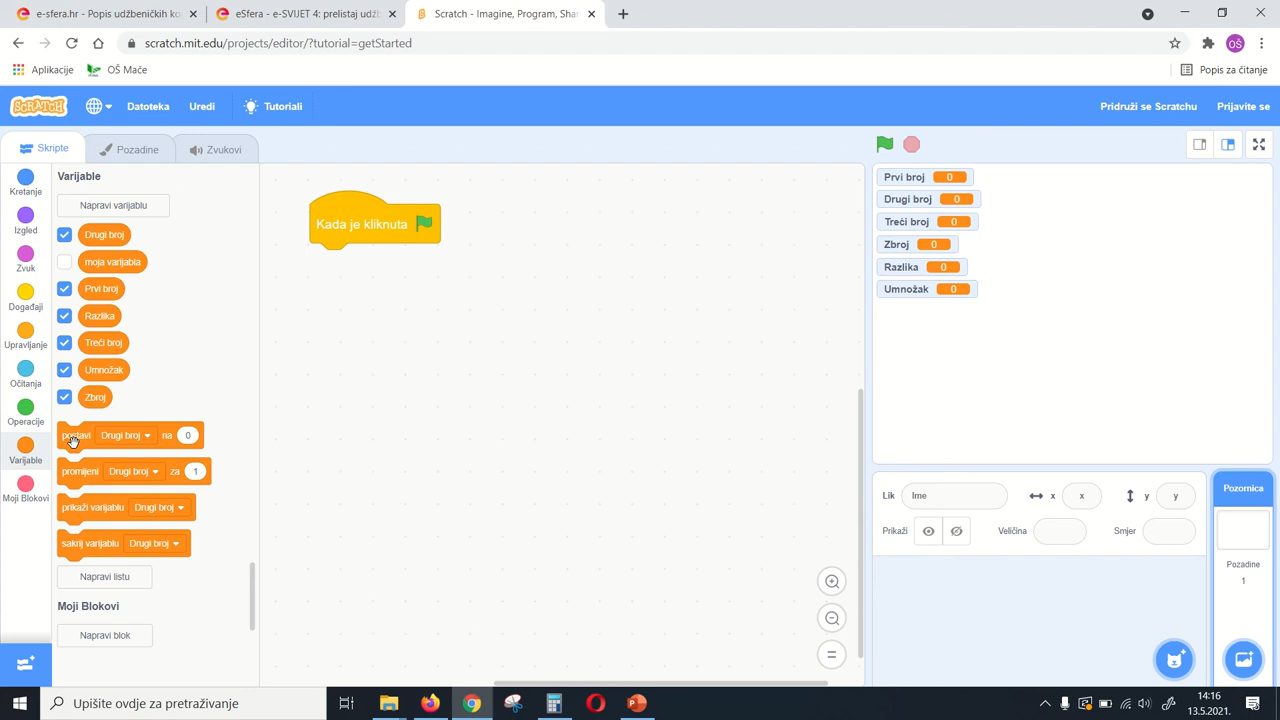 e-sfera.hr - Popis udžbeničkih ko
eSfera - e-SVIJET 4: prelistaj udžb
Scratch - Imagine, Program, Shar
scratch.mit.edu/projects/editor/?tutorial=getStarted
OŠ
Aplikacije
OŠ Mače
Popis za čitanje
SCRATCH
Datoteka
Uredi
Tutoriali
Pridruži se Scratchu
Prijavite se
Skripte
Pozadine
Zvukovi
Kretanje
Izgled
Zvuk
Događaji
Upravljanje
Očitanja
Operacije
Varijable
Moji Blokovi
Varijable
Napravi varijablu
Drugi broj
moja varijabla
Prvi broj
Razlika
Treći broj
Umnožak
Zbroj
postavi Drugi broj na 0
promijeni Drugi broj za 1
prikaži varijablu Drugi broj
sakrij varijablu Drugi broj
Napravi listu
Moji Blokovi
Napravi blok
Kada je kliknuta
Prvi broj 0
Drugi broj 0
Treći broj 0
Zbroj 0
Razlika 0
Umnožak 0
Lik Ime x x y y
Prikaži Veličina Smjer
Pozornica
Pozadine
1
Upišite ovdje za pretraživanje
14:16
13.5.2021.